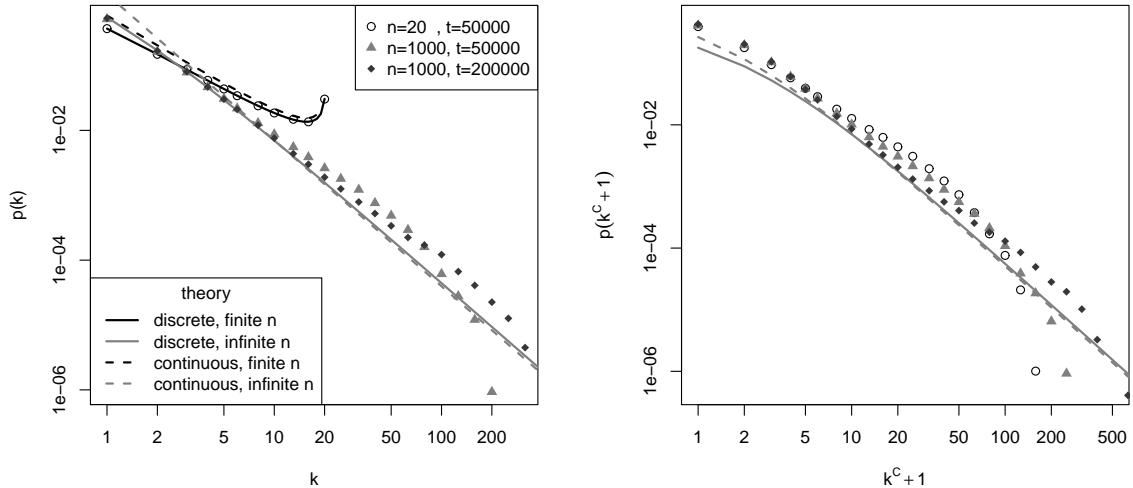 n=20 , t=50000
n=1000, t=50000
n=1000, t=200000
theory
discrete, finite n
discrete, infinite n
continuous, finite n
continuous, infinite n
p(k)
1e-02
1e-04
1e-06
1 2 5 10 20 50 100 200
k
p(k^C + 1)
1e-02
1e-04
1e-06
1 2 5 10 20 50 100 200 500
k^C + 1